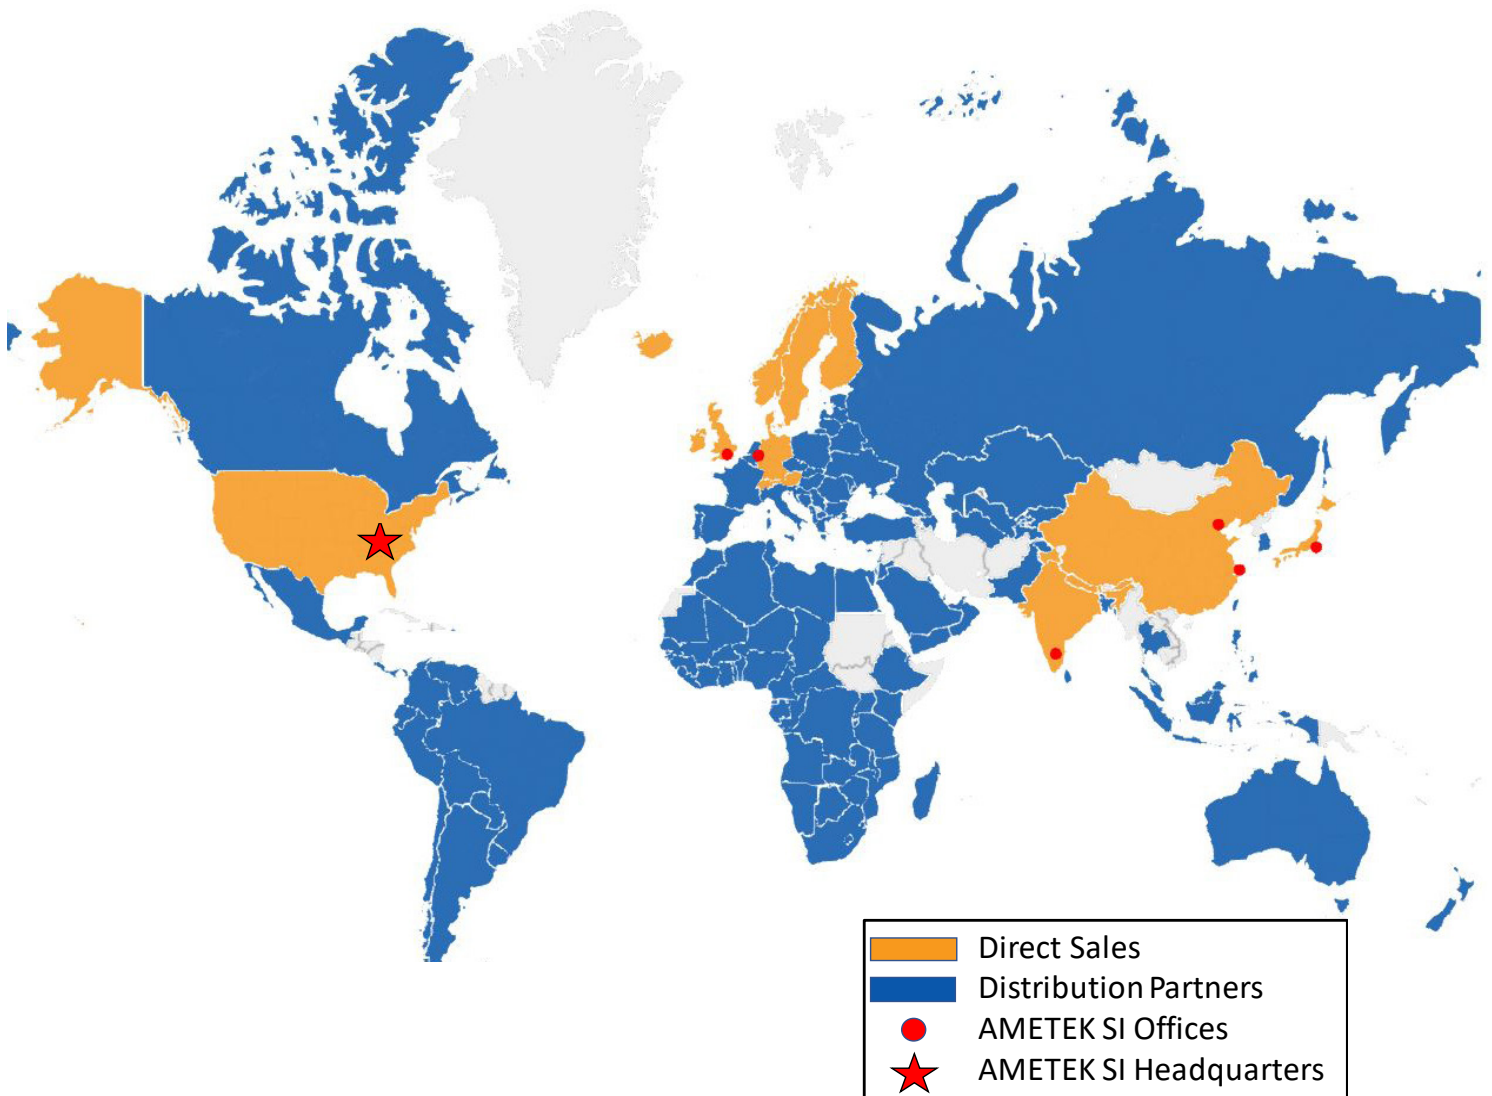 Direct Sales
Distribution Partners
AMETEK SI Offices
AMETEK SI Headquarters